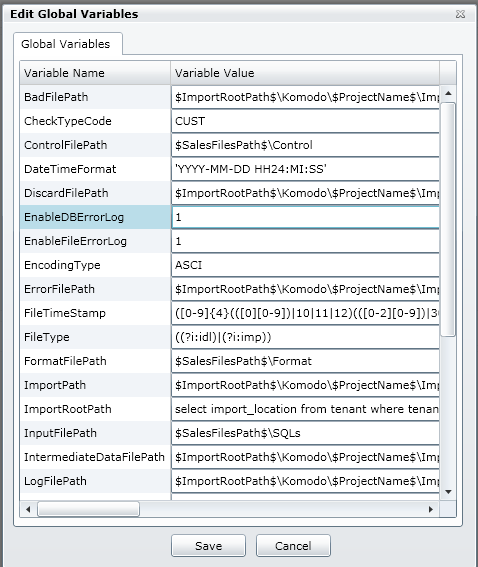 Edit Global Variables
Global Variables
Variable Name Variable Value
BadFilePath $ImportRootPath$\Komodo\$ProjectName$\Imp
CheckTypeCode CUST
ControlFilePath $SalesFilesPath$\Control
DateTimeFormat 'YYYY-MM-DD HH24:MI:SS'
DiscardFilePath $ImportRootPath$\Komodo\$ProjectName$\Imp
EnableDBErrorLog 1
EnableFileErrorLog 1
EncodingType ASCI
ErrorFilePath $ImportRootPath$\Komodo\$ProjectName$\Imp
FileTimeStamp ([0-9]{4}(([0][0-9])|10|11|12)(([0-2][0-9])|30
FileType ((?i:idl)|(?i:imp))
FormatFilePath $SalesFilesPath$\Format
ImportPath $ImportRootPath$\Komodo\$ProjectName$\Imp
ImportRootPath select import_location from tenant where tenan
InputFilePath $SalesFilesPath$\SQLs
IntermediateDataFilePath $ImportRootPath$\Komodo\$ProjectName$\Imp
LogFilePath $ImportRootPath$\Komodo\$ProjectName$\Imp
Save Cancel